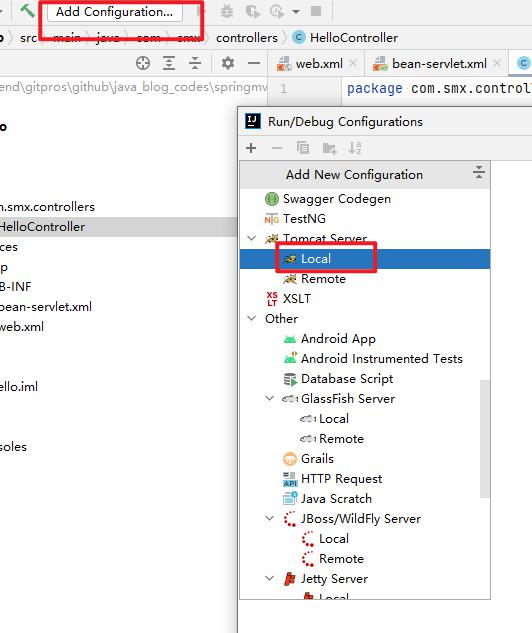 Add Configuration...
src main java com smx controllers HelloController
web.xml bean-servlet.xml
end\gitpros\github\java_blog_codes\springmv
1 package com.smx.control
Run/Debug Configurations
Add New Configuration
Swagger Codegen
TestNG
Tomcat Server
Local
Remote
XSLT
Other
Android App
Android Instrumented Tests
Database Script
GlassFish Server
Local
Remote
Grails
HTTP Request
Java Scratch
JBoss/WildFly Server
Local
Remote
Jetty Server
Local
o
n.smx.controllers
HelloController
ces
p
B-INF
bean-servlet.xml
web.xml
ello.iml
soles